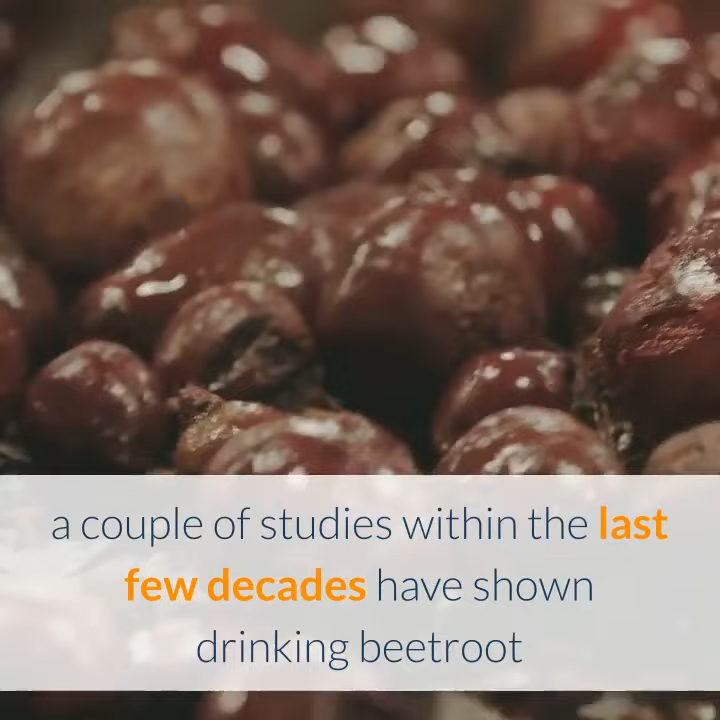 a couple of studies within the last
few decades have shown
drinking beetroot